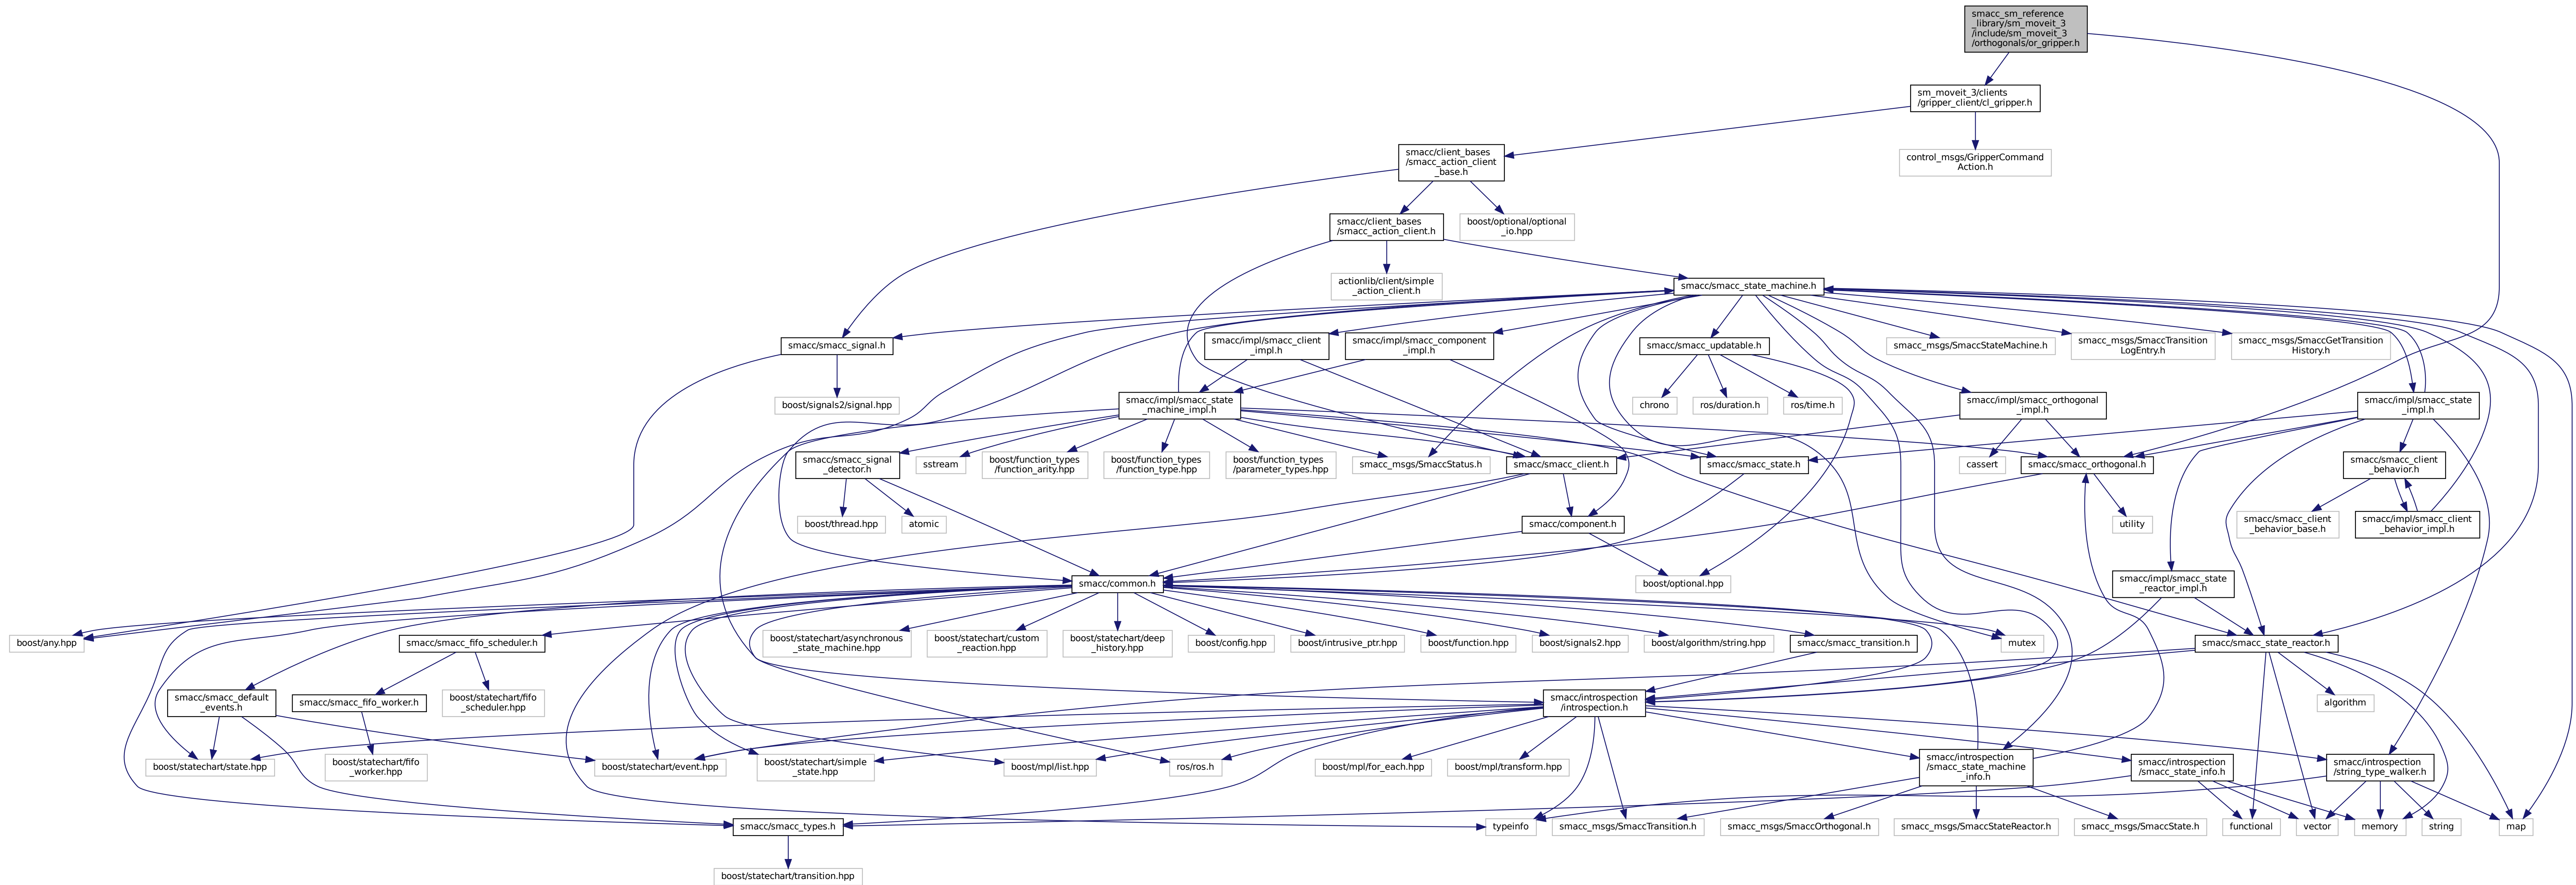 smacc_sm_reference
_library/sm_moveit_3
/include/sm_moveit_3
/orthogonals/or_gripper.h
sm_moveit_3/clients
/gripper_client/cl_gripper.h
smacc/client_bases
/smacc_action_client
_base.h
control_msgs/GripperCommand
Action.h
smacc/client_bases
/smacc_action_client.h
boost/optional/optional
_io.hpp
actionlib/client/simple
_action_client.h
smacc/smacc_state_machine.h
smacc/smacc_signal.h
smacc/impl/smacc_client
_impl.h
smacc/impl/smacc_component
_impl.h
smacc/smacc_updatable.h
smacc_msgs/SmaccStateMachine.h
smacc_msgs/SmaccTransition
LogEntry.h
smacc_msgs/SmaccGetTransition
History.h
boost/signals2/signal.hpp
smacc/impl/smacc_state
_machine_impl.h
chrono
ros/duration.h
ros/time.h
smacc/impl/smacc_orthogonal
_impl.h
smacc/impl/smacc_state
_impl.h
smacc/smacc_signal
_detector.h
sstream
boost/function_types
/function_arity.hpp
boost/function_types
/function_type.hpp
boost/function_types
/parameter_types.hpp
smacc_msgs/SmaccStatus.h
smacc/smacc_client.h
smacc/smacc_state.h
cassert
smacc/smacc_orthogonal.h
smacc/smacc_client
_behavior.h
boost/thread.hpp
atomic
smacc/component.h
utility
smacc/smacc_client
_behavior_base.h
smacc/impl/smacc_client
_behavior_impl.h
smacc/common.h
boost/optional.hpp
smacc/impl/smacc_state
_reactor_impl.h
boost/any.hpp
smacc/smacc_fifo_scheduler.h
boost/statechart/asynchronous
_state_machine.hpp
boost/statechart/custom
_reaction.hpp
boost/statechart/deep
_history.hpp
boost/config.hpp
boost/intrusive_ptr.hpp
boost/function.hpp
boost/signals2.hpp
boost/algorithm/string.hpp
smacc/smacc_transition.h
mutex
smacc/smacc_state_reactor.h
smacc/smacc_default
_events.h
smacc/smacc_fifo_worker.h
boost/statechart/fifo
_scheduler.hpp
smacc/introspection
/introspection.h
algorithm
boost/statechart/state.hpp
boost/statechart/fifo
_worker.hpp
boost/statechart/event.hpp
boost/statechart/simple
_state.hpp
boost/mpl/list.hpp
ros/ros.h
boost/mpl/for_each.hpp
boost/mpl/transform.hpp
smacc/introspection
/smacc_state_machine
_info.h
smacc/introspection
/smacc_state_info.h
smacc/introspection
/string_type_walker.h
smacc/smacc_types.h
typeinfo
smacc_msgs/SmaccTransition.h
smacc_msgs/SmaccOrthogonal.h
smacc_msgs/SmaccStateReactor.h
smacc_msgs/SmaccState.h
functional
vector
memory
string
map
boost/statechart/transition.hpp